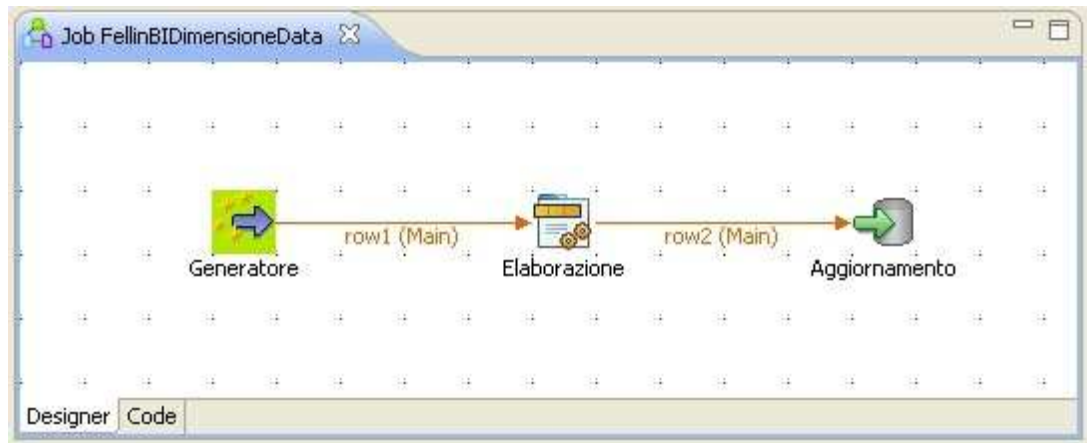 Job FellinBIDimensioneData
row1 (Main)
row2 (Main)
Generatore
Elaborazione
Aggiornamento
Designer
Code